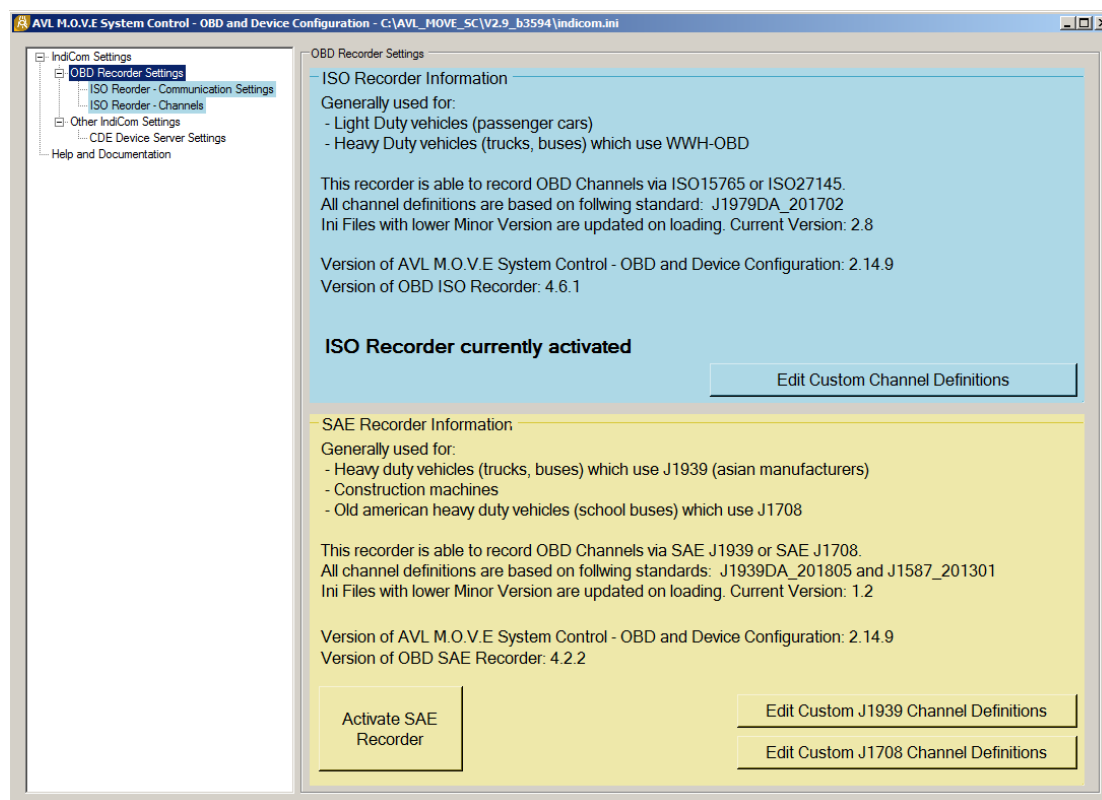 AVL M.O.V.E System Control - OBD and Device Configuration - C:\AVL_MOVE_SC\V2.9_b3594\indicom.ini
IndiCom Settings
OBD Recorder Settings
ISO Reorder - Communication Settings
ISO Reorder - Channels
Other IndiCom Settings
CDE Device Server Settings
Help and Documentation
OBD Recorder Settings
ISO Recorder Information
Generally used for:
- Light Duty vehicles (passenger cars)
- Heavy Duty vehicles (trucks, buses) which use WWH-OBD
This recorder is able to record OBD Channels via ISO15765 or ISO27145.
All channel definitions are based on follwing standard: J1979DA_201702
Ini Files with lower Minor Version are updated on loading. Current Version: 2.8
Version of AVL M.O.V.E System Control - OBD and Device Configuration: 2.14.9
Version of OBD ISO Recorder: 4.6.1
ISO Recorder currently activated
Edit Custom Channel Definitions
SAE Recorder Information
Generally used for:
- Heavy duty vehicles (trucks, buses) which use J1939 (asian manufacturers)
- Construction machines
- Old american heavy duty vehicles (school buses) which use J1708
This recorder is able to record OBD Channels via SAE J1939 or SAE J1708.
All channel definitions are based on follwing standards: J1939DA_201805 and J1587_201301
Ini Files with lower Minor Version are updated on loading. Current Version: 1.2
Version of AVL M.O.V.E System Control - OBD and Device Configuration: 2.14.9
Version of OBD SAE Recorder: 4.2.2
Activate SAE
Recorder
Edit Custom J1939 Channel Definitions
Edit Custom J1708 Channel Definitions